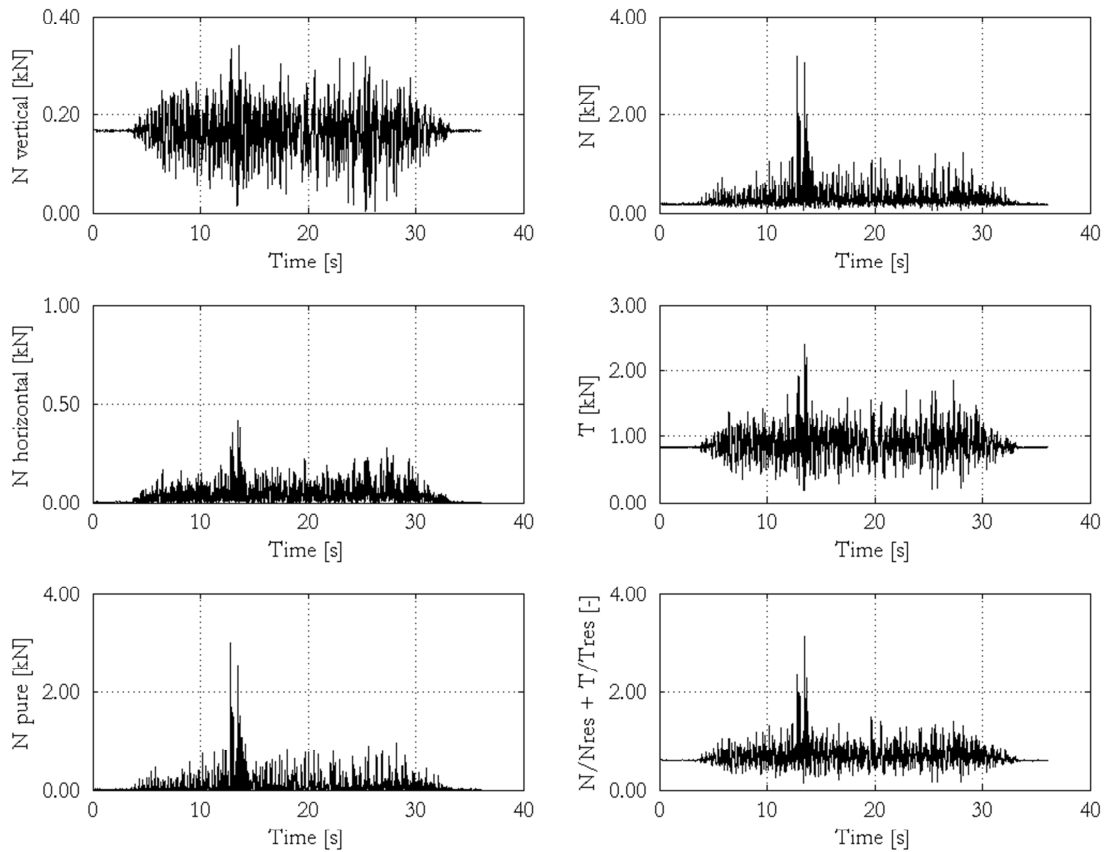 0.40
0.20
0.00
N vertical [kN]
0 10 20 30 40
Time [s]
4.00
2.00
0.00
N [kN]
0 10 20 30 40
Time [s]
1.00
0.50
0.00
N horizontal [kN]
0 10 20 30 40
Time [s]
3.00
2.00
1.00
0.00
T [kN]
0 10 20 30 40
Time [s]
4.00
2.00
0.00
N pure [kN]
0 10 20 30 40
Time [s]
4.00
3.00
2.00
1.00
0.00
N/Nres + T/Tres [-]
0 10 20 30 40
Time [s]